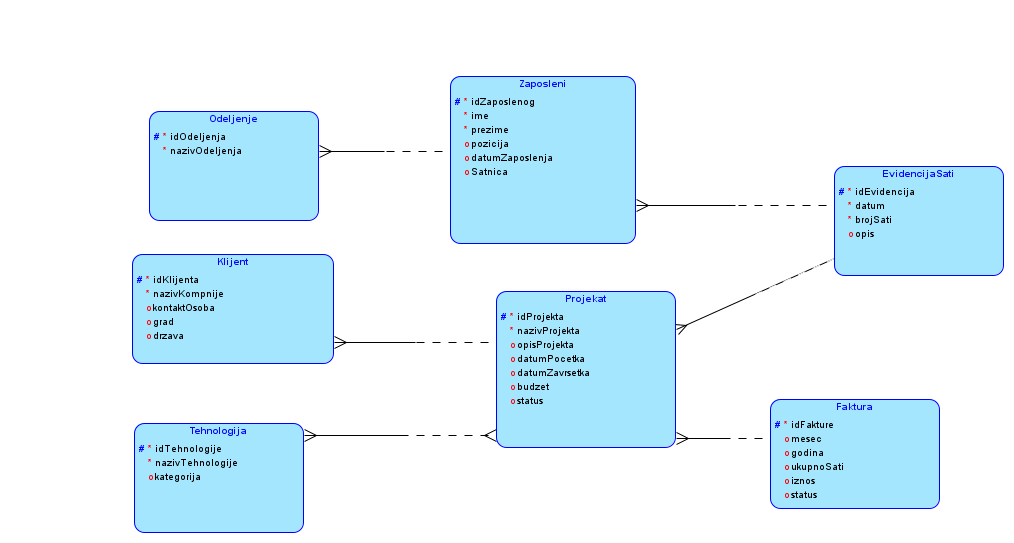 Zaposleni
# * idZaposlenog
* ime
* prezime
o pozicija
o datumZaposlenja
o Satnica
Odeljenje
# * idOdeljenja
* nazivOdeljenja
EvidencijaSati
# * idEvidencija
* datum
* brojSati
o opis
Klijent
# * idKlijenta
* nazivKompnije
o kontaktOsoba
o grad
o drzava
Projekat
# * idProjekta
* nazivProjekta
o opisProjekta
o datumPocetka
o datumZavrsetka
o budzet
o status
Tehnologija
# * idTehnologije
* nazivTehnologije
o kategorija
Faktura
# * idFakture
o mesec
o godina
o ukupnoSati
o iznos
o status